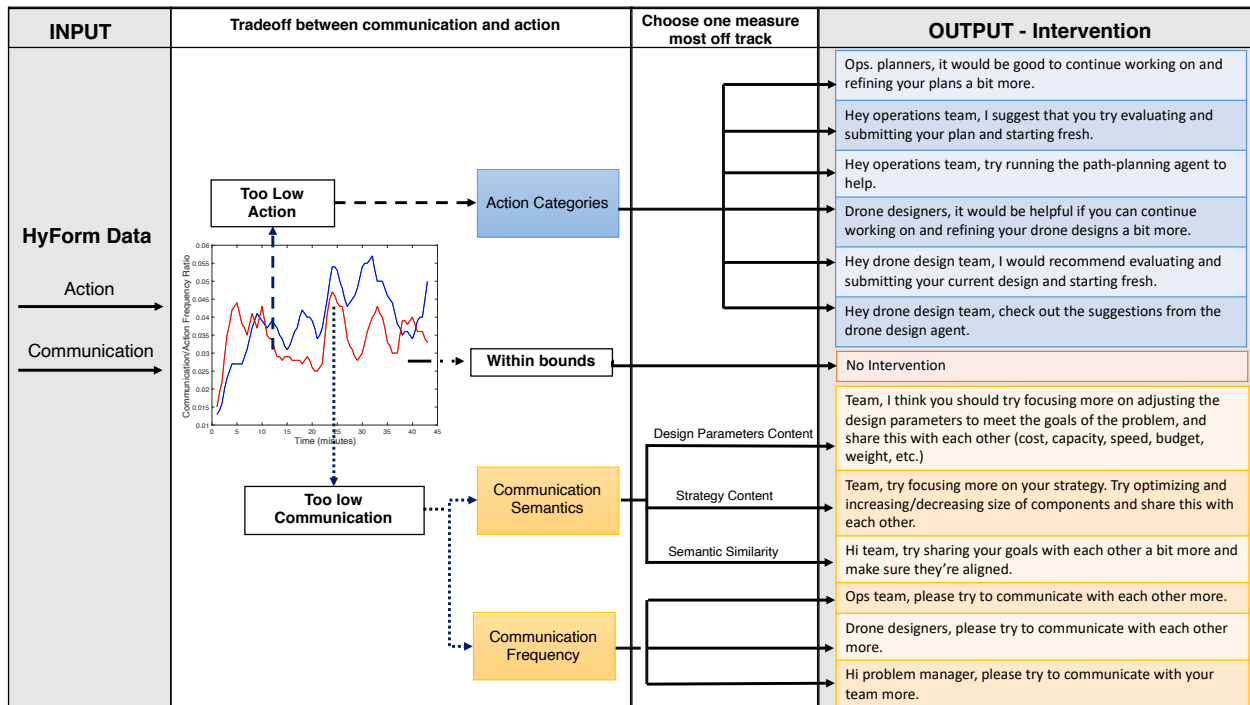 INPUT
Tradeoff between communication and action
Choose one measure
most off track
OUTPUT - Intervention
HyForm Data
Action
Communication
Too Low
Action
Action Categories
0.06
0.055
0.05
0.045
0.04
0.035
0.03
0.025
0.02
0.015
0.01
Communication/Action Frequency Ratio
0
5
10
15
20
25
30
35
40
45
Time (minutes)
Within bounds
Too low
Communication
Communication
Semantics
Communication
Frequency
Design Parameters Content
Strategy Content
Semantic Similarity
Ops. planners, it would be good to continue working on and
refining your plans a bit more.
Hey operations team, I suggest that you try evaluating and
submitting your plan and starting fresh.
Hey operations team, try running the path-planning agent to
help.
Drone designers, it would be helpful if you can continue
working on and refining your drone designs a bit more.
Hey drone design team, I would recommend evaluating and
submitting your current design and starting fresh.
Hey drone design team, check out the suggestions from the
drone design agent.
No Intervention
Team, I think you should try focusing more on adjusting the
design parameters to meet the goals of the problem, and
share this with each other (cost, capacity, speed, budget,
weight, etc.)
Team, try focusing more on your strategy. Try optimizing and
increasing/decreasing size of components and share this with
each other.
Hi team, try sharing your goals with each other a bit more and
make sure they're aligned.
Ops team, please try to communicate with each other more.
Drone designers, please try to communicate with each other
more.
Hi problem manager, please try to communicate with your
team more.